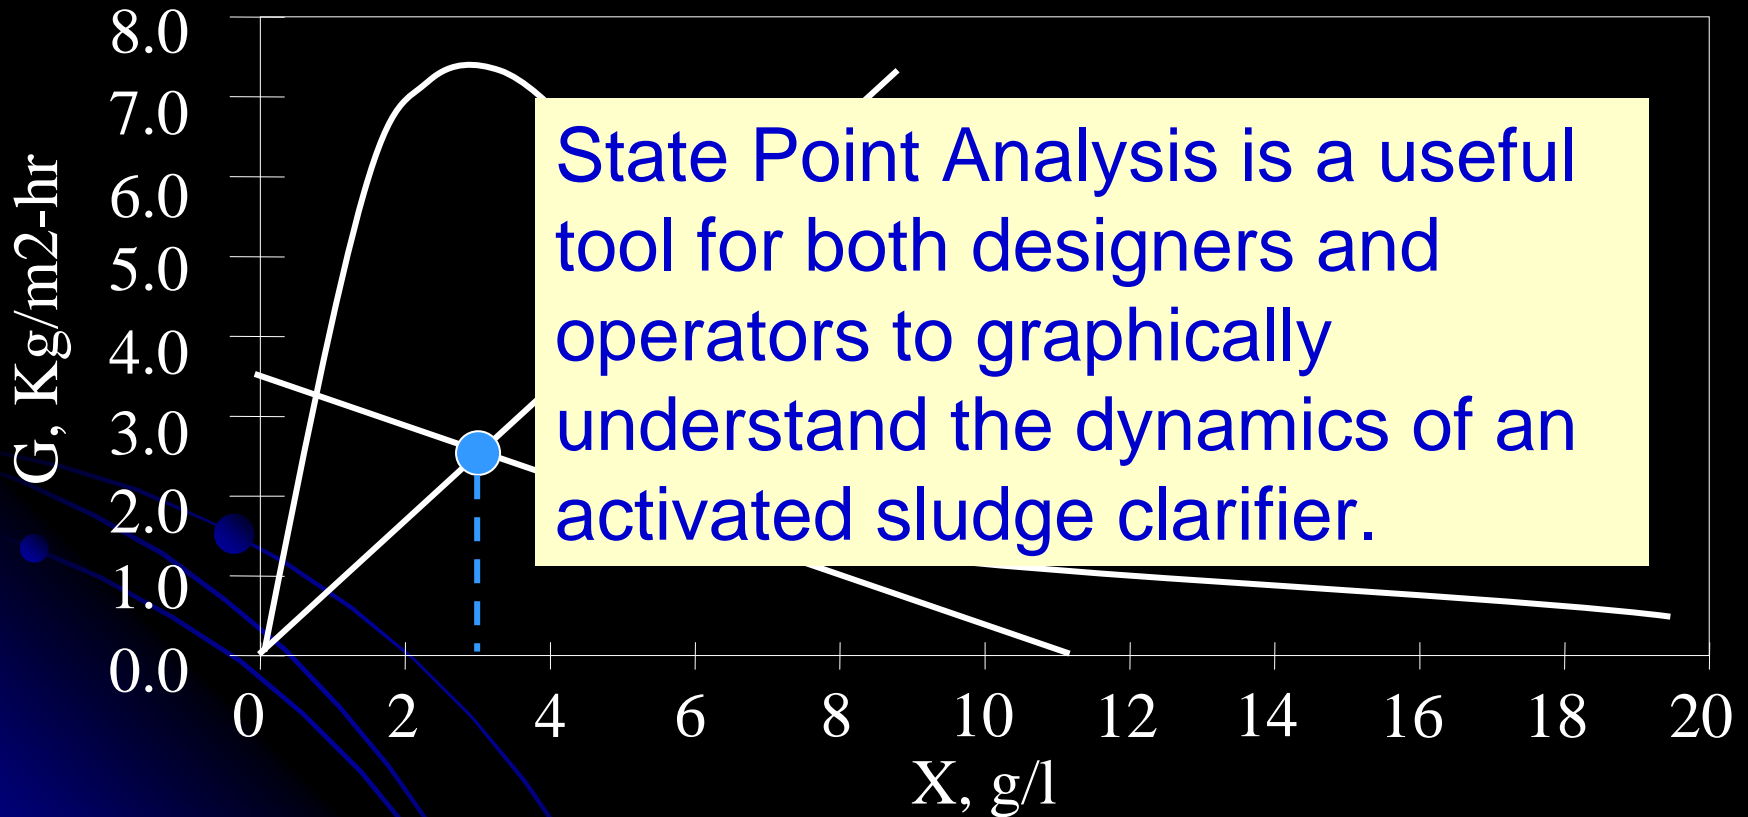 8.0
7.0
6.0
5.0
4.0
3.0
2.0
1.0
0.0
G, Kg/m2-hr
State Point Analysis is a useful
tool for both designers and
operators to graphically
understand the dynamics of an
activated sludge clarifier.
0 2 4 6 8 10 12 14 16 18 20
X, g/l